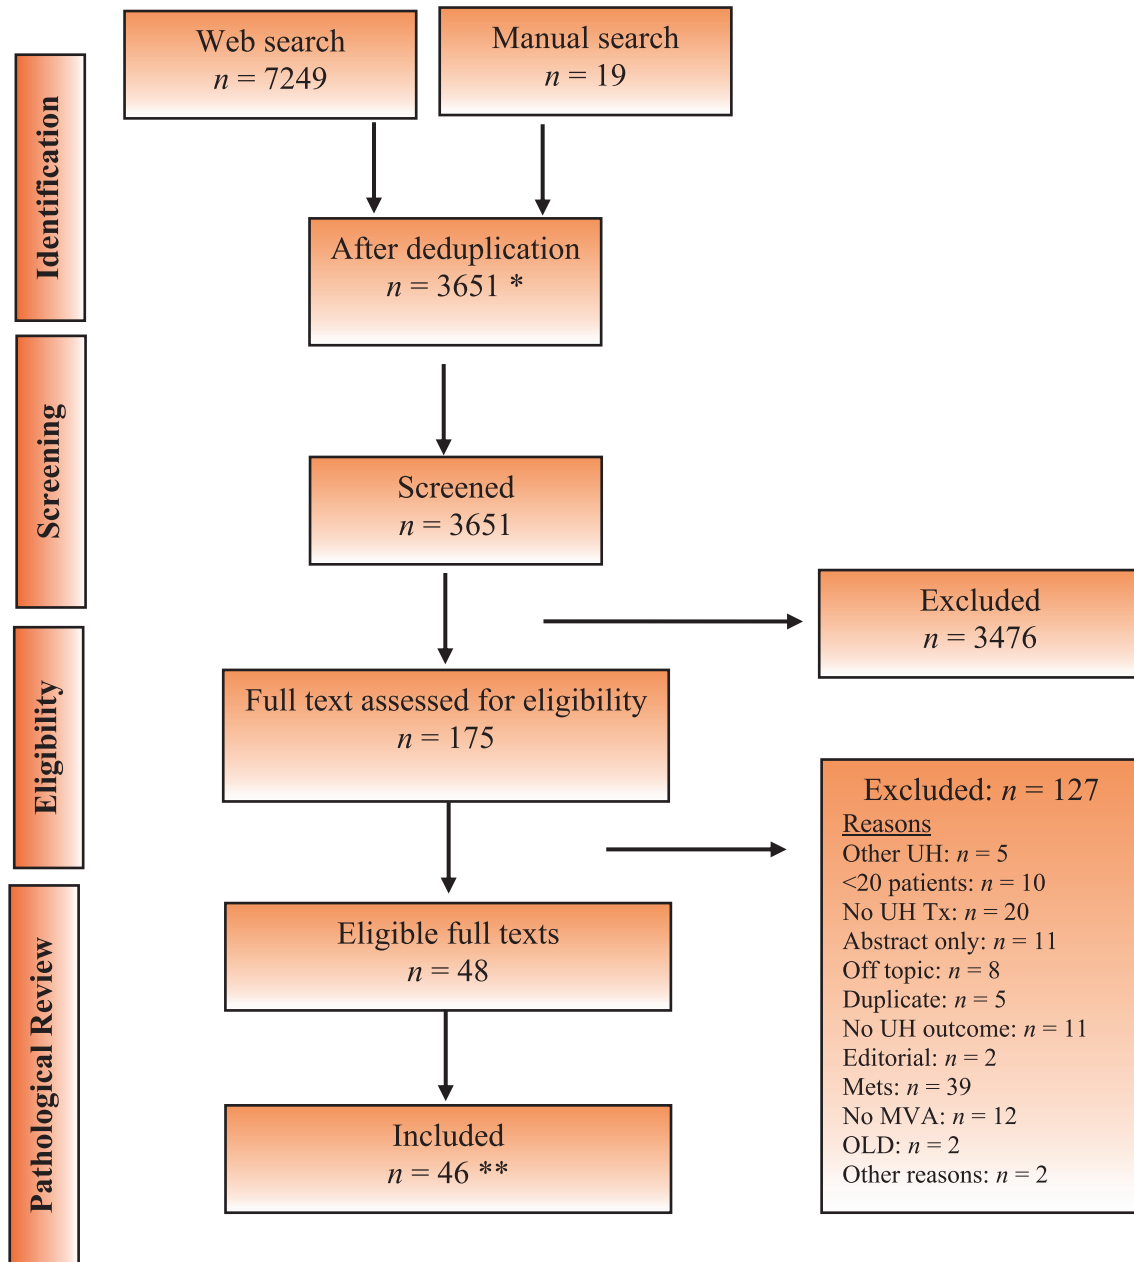 Identification
Web search
n = 7249
Manual search
n = 19
After deduplication
n = 3651 *
Screening
Screened
n = 3651
Excluded
n = 3476
Eligibility
Full text assessed for eligibility
n = 175
Excluded: n = 127
Reasons
Other UH: n = 5
<20 patients: n = 10
No UH Tx: n = 20
Abstract only: n = 11
Off topic: n = 8
Duplicate: n = 5
No UH outcome: n = 11
Editorial: n = 2
Mets: n = 39
No MVA: n = 12
OLD: n = 2
Other reasons: n = 2
Pathological Review
Eligible full texts
n = 48
Included
n = 46 **